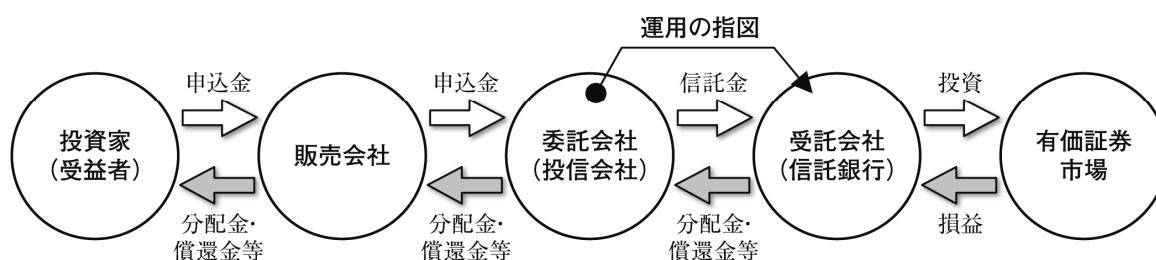 運用の指図
申込金
申込金
信託金
投資
投資家
(受益者)
販売会社
委託会社
(投信会社)
受託会社
(信託銀行)
有価証券
市場
分配金・
償還金等
分配金・
償還金等
分配金・
償還金等
損益